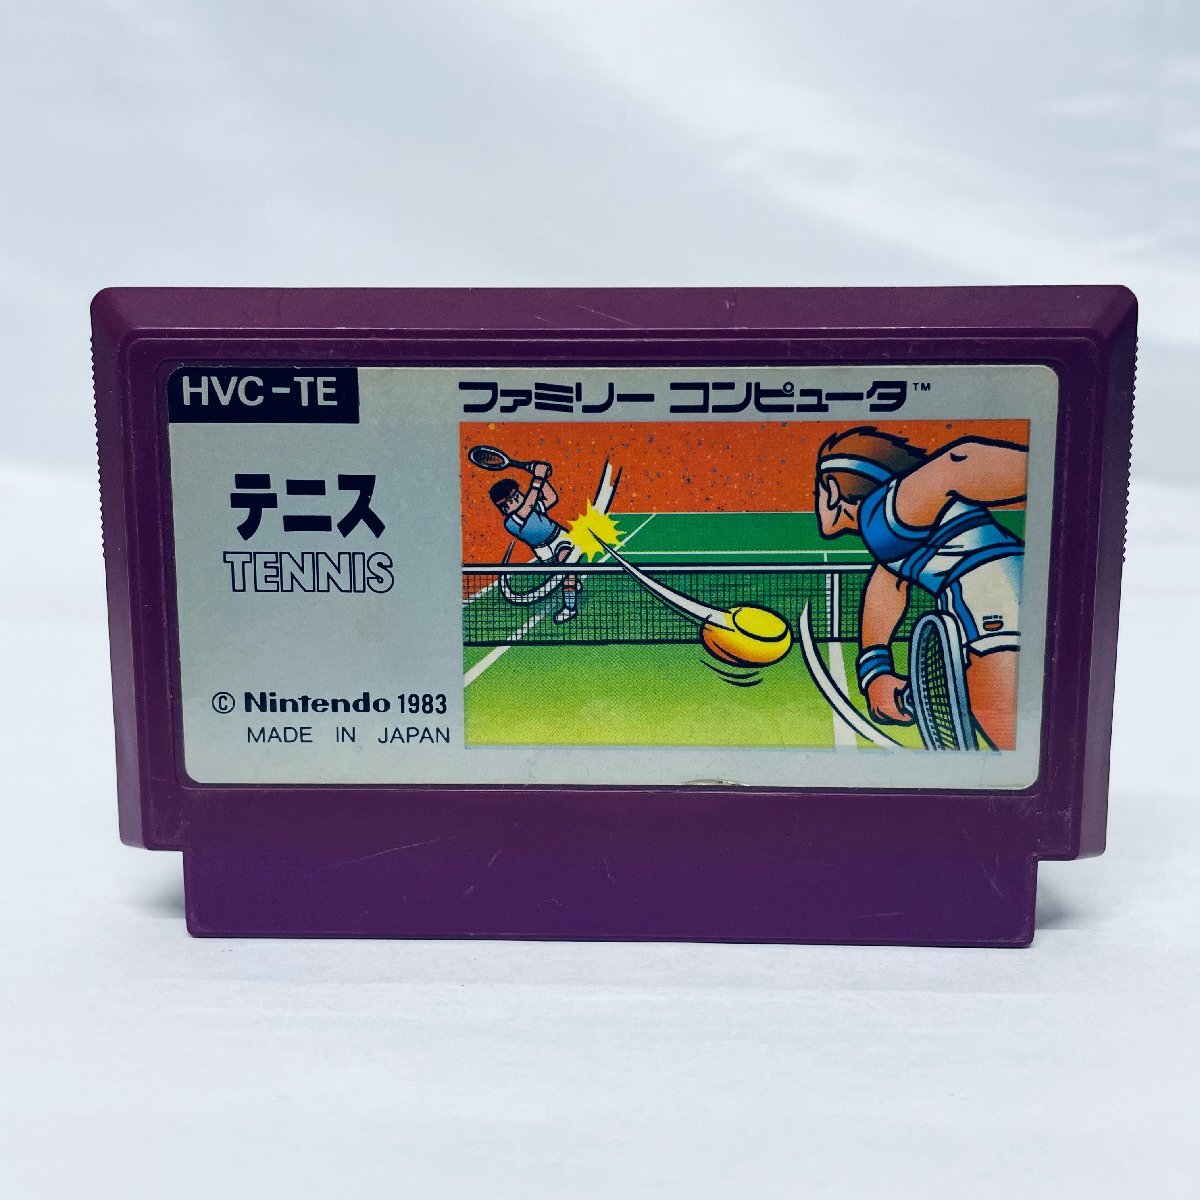 HVC-TE
ファミリー コンピュータ™
テニス
TENNIS
© Nintendo 1983
MADE IN JAPAN